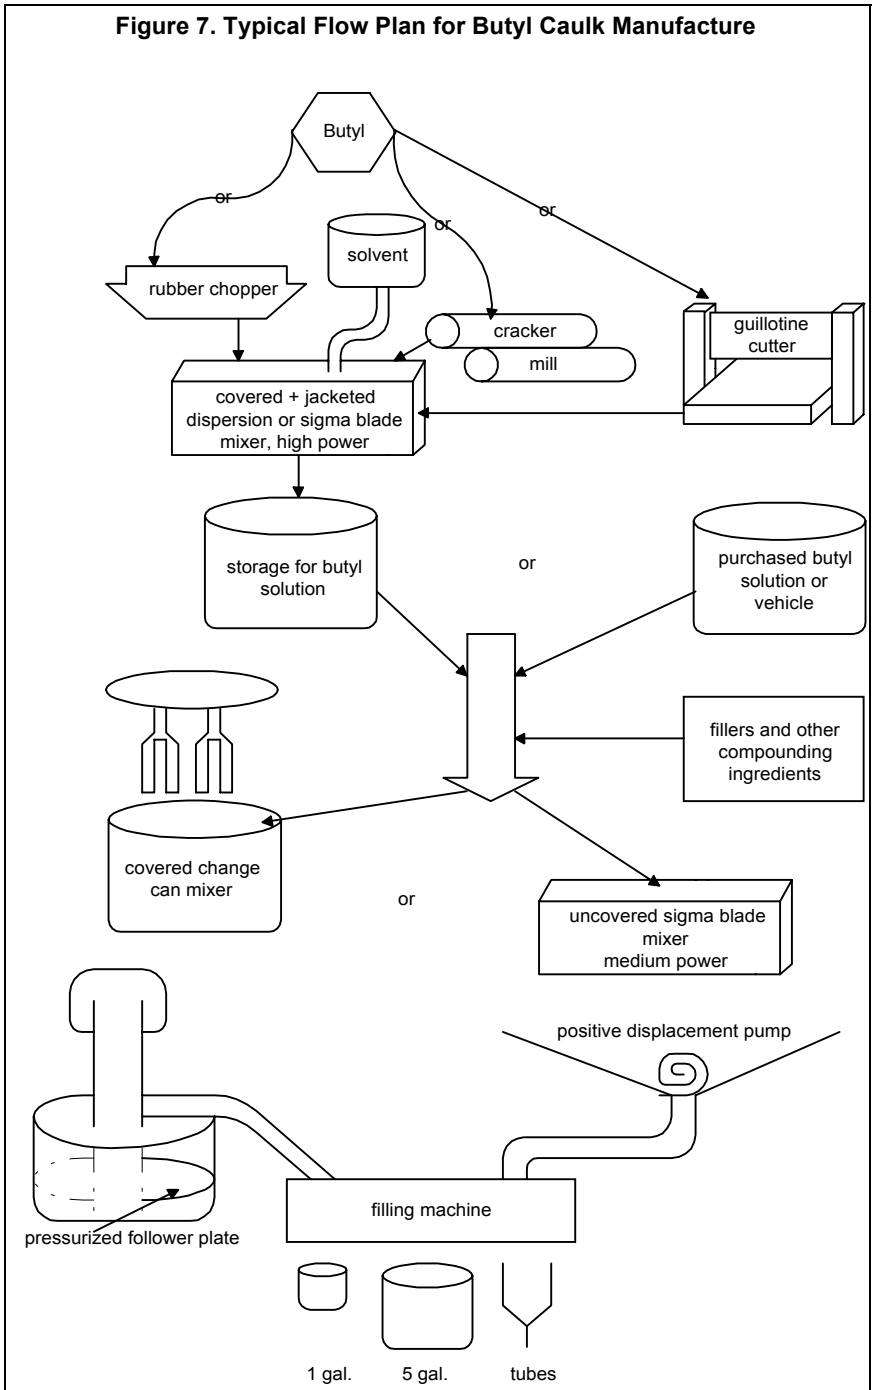 Figure 7. Typical Flow Plan for Butyl Caulk Manufacture
Butyl
or
or
or
solvent
rubber chopper
cracker
mill
guillotine
cutter
covered + jacketed
dispersion or sigma blade
mixer, high power
storage for butyl
solution
or
purchased butyl
solution or
vehicle
fillers and other
compounding
ingredients
covered change
can mixer
or
uncovered sigma blade
mixer
medium power
positive displacement pump
filling machine
pressurized follower plate
1 gal.
5 gal.
tubes